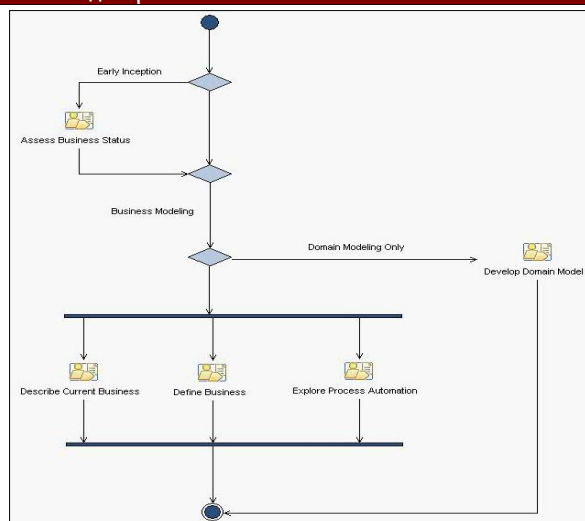 Early Inception
Assess Business Status
Business Modeling
Domain Modeling Only
Develop Domain Model
Describe Current Business
Define Business
Explore Process Automation